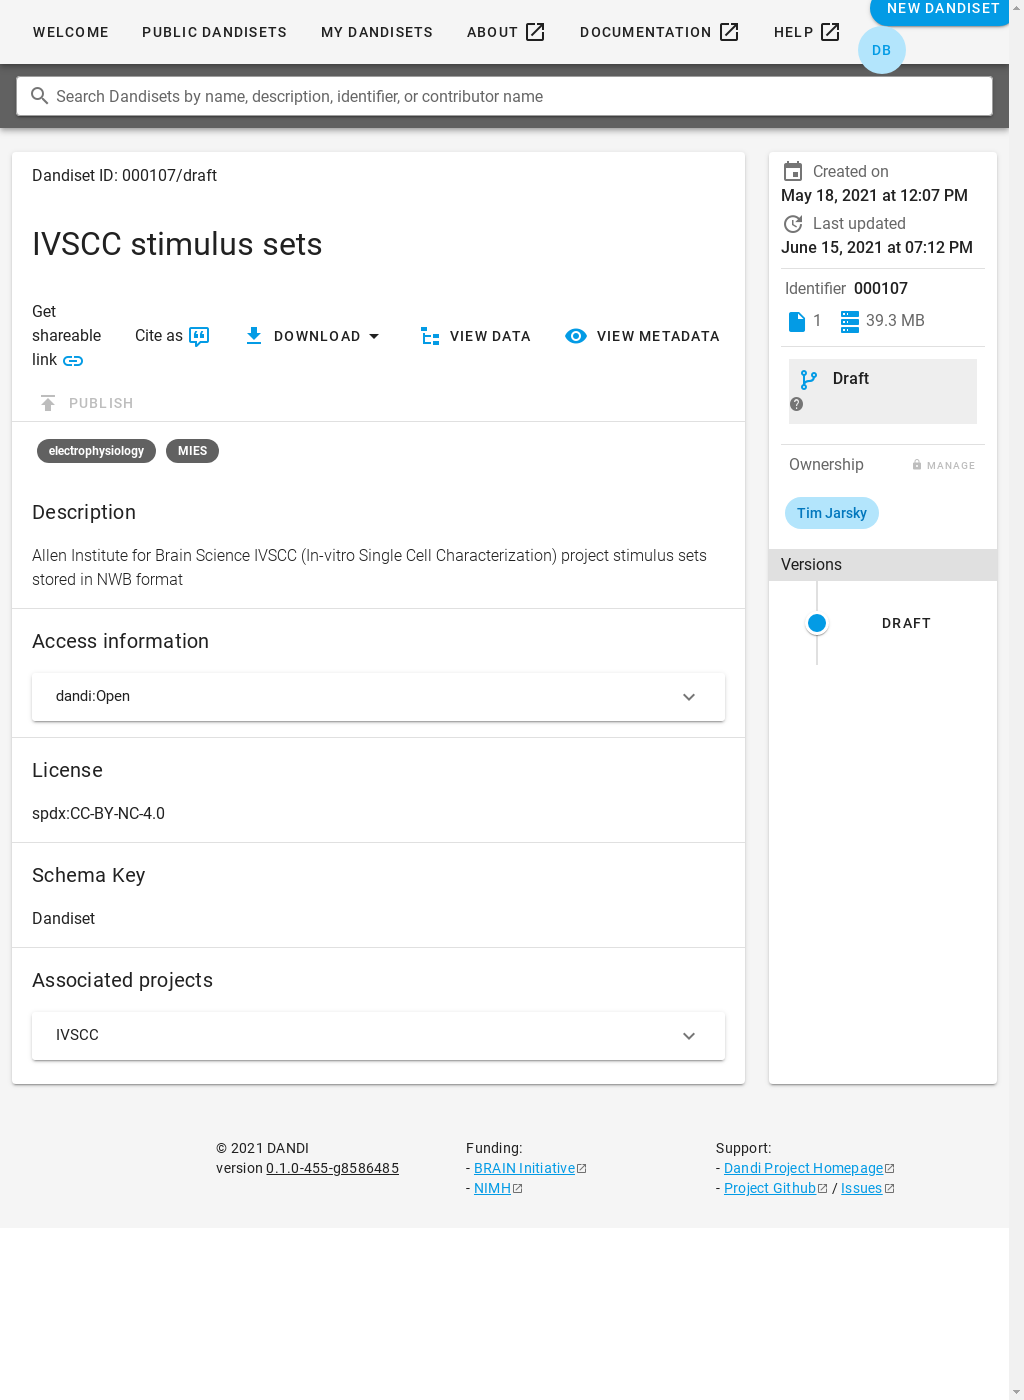 WELCOME PUBLIC DANDISETS MY DANDISETS ABOUT DOCUMENTATION HELP NEW DANDISET
DB
Search Dandisets by name, description, identifier, or contributor name
Dandiset ID: 000107/draft
IVSCC stimulus sets
Get
shareable
link
Cite as
DOWNLOAD
VIEW DATA
VIEW METADATA
PUBLISH
electrophysiology MIES
Description
Allen Institute for Brain Science IVSCC (In-vitro Single Cell Characterization) project stimulus sets
stored in NWB format
Access information
dandi:Open
License
spdx:CC-BY-NC-4.0
Schema Key
Dandiset
Associated projects
IVSCC
Created on
May 18, 2021 at 12:07 PM
Last updated
June 15, 2021 at 07:12 PM
Identifier 000107
1 39.3 MB
Draft
Ownership MANAGE
Tim Jarsky
Versions
DRAFT
© 2021 DANDI
version 0.1.0-455-g8586485
Funding:
- BRAIN Initiative
- NIMH
Support:
- Dandi Project Homepage
- Project Github / Issues